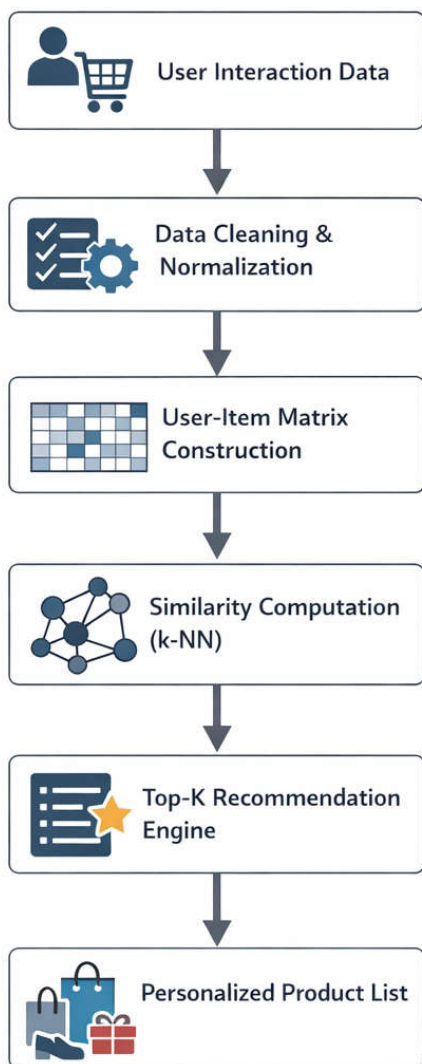 User Interaction Data
Data Cleaning &
Normalization
User-Item Matrix
Construction
Similarity Computation
(k-NN)
Top-K Recommendation
Engine
Personalized Product List